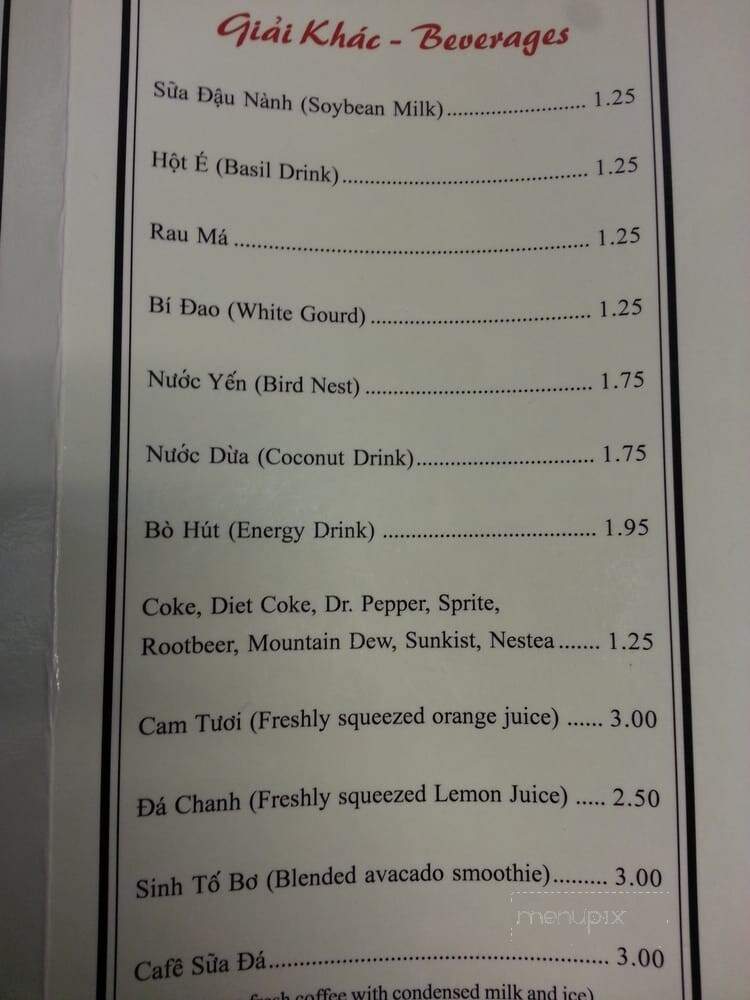 Giải Khác - Beverages
Sữa Đậu Nành (Soybean Milk)....................... 1.25
Hột É (Basil Drink)........................................ 1.25
Rau Má .......................................................... 1.25
Bí Đao (White Gourd) .................................... 1.25
Nước Yến (Bird Nest) ..................................... 1.75
Nước Dừa (Coconut Drink)............................. 1.75
Bò Hút (Energy Drink) ................................... 1.95
Coke, Diet Coke, Dr. Pepper, Sprite,
Rootbeer, Mountain Dew, Sunkist, Nestea....... 1.25
Cam Tươi (Freshly squeezed orange juice) ...... 3.00
Đá Chanh (Freshly squeezed Lemon Juice) ..... 2.50
Sinh Tố Bơ (Blended avacado smoothie)......... 3.00
menupix
Café Sữa Đá....................................................... 3.00
fresh coffee with condensed milk and ice)